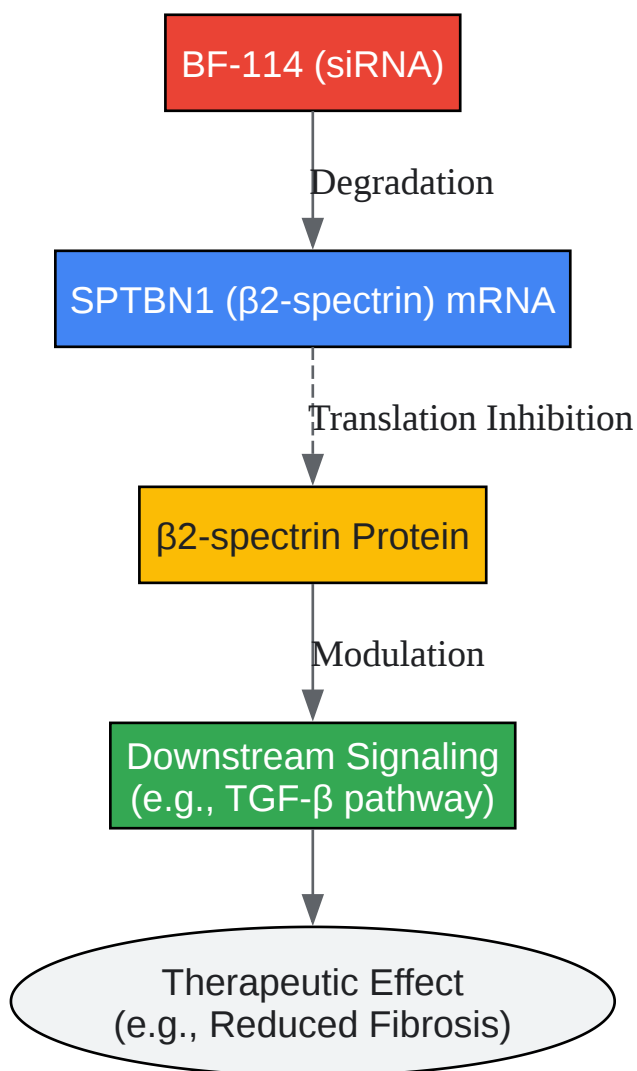 BF-114 (siRNA)
Degradation
SPTBN1 (β2-spectrin) mRNA
Translation Inhibition
β2-spectrin Protein
Modulation
Downstream Signaling
(e.g., TGF-β pathway)
Therapeutic Effect
(e.g., Reduced Fibrosis)